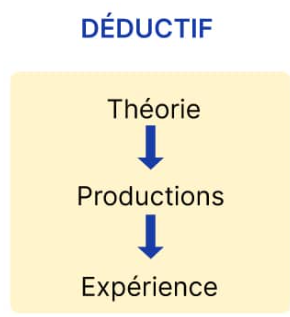 DÉDUCTIF
Théorie
Productions
Expérience